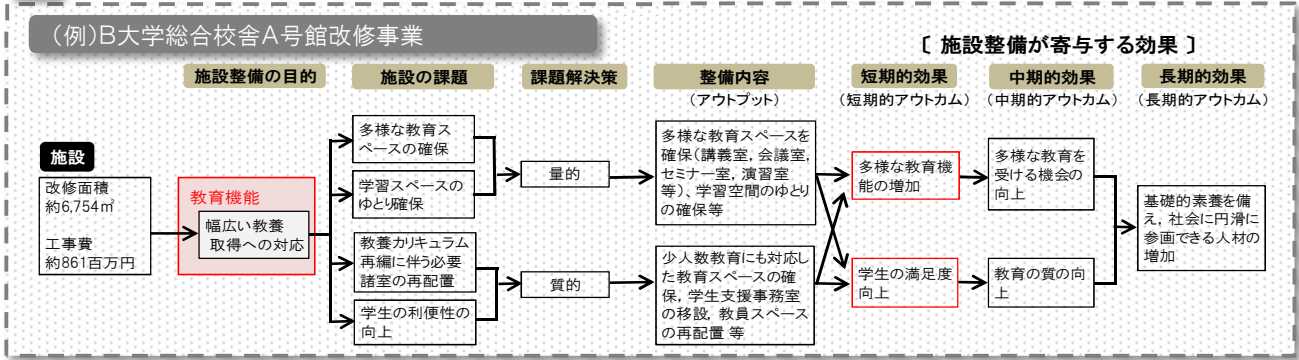 (例)B大学総合校舎A号館改修事業
〔 施設整備が寄与する効果 〕
施設整備の目的
施設の課題
課題解決策
整備内容
(アウトプット)
短期的効果
(短期的アウトカム)
中期的効果
(中期的アウトカム)
長期的効果
(長期的アウトカム)
施設
改修面積
約6,754㎡
工事費
約861百万円
教育機能
幅広い教養
取得への対応
多様な教育ス
ペースの確保
学習スペースの
ゆとり確保
教養カリキュラム
再編に伴う必要
諸室の再配置
学生の利便性の
向上
量的
質的
多様な教育スペースを
確保(講義室,会議室,
セミナー室,演習室
等)、学習空間のゆとり
の確保等
少人数教育にも対応し
た教育スペースの確
保,学生支援事務室
の移設,教員スペース
の再配置 等
多様な教育機
能の増加
学生の満足度
向上
多様な教育を
受ける機会の
向上
教育の質の向
上
基礎的素養を備
え,社会に円滑に
参画できる人材の
増加